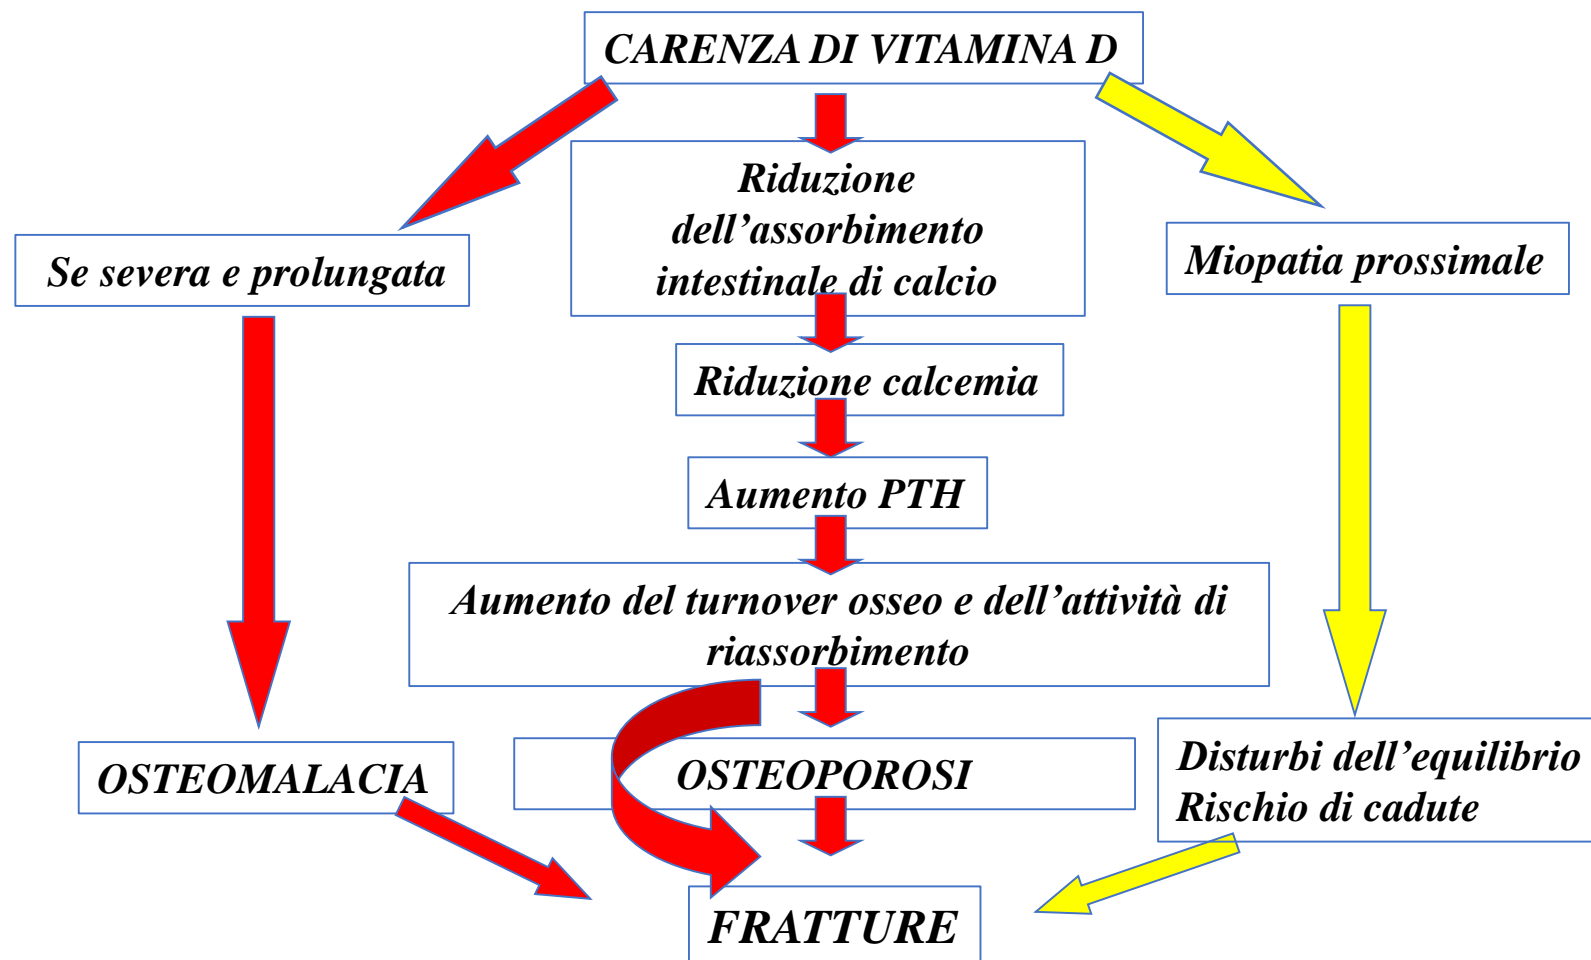 CARENZA DI VITAMINA D
Riduzione
dell’assorbimento
intestinale di calcio
Se severa e prolungata
Miopatia prossimale
Riduzione calcemia
Aumento PTH
Aumento del turnover osseo e dell’attività di
riassorbimento
OSTEOMALACIA
OSTEOPOROSI
Disturbi dell’equilibrio
Rischio di cadute
FRATTURE